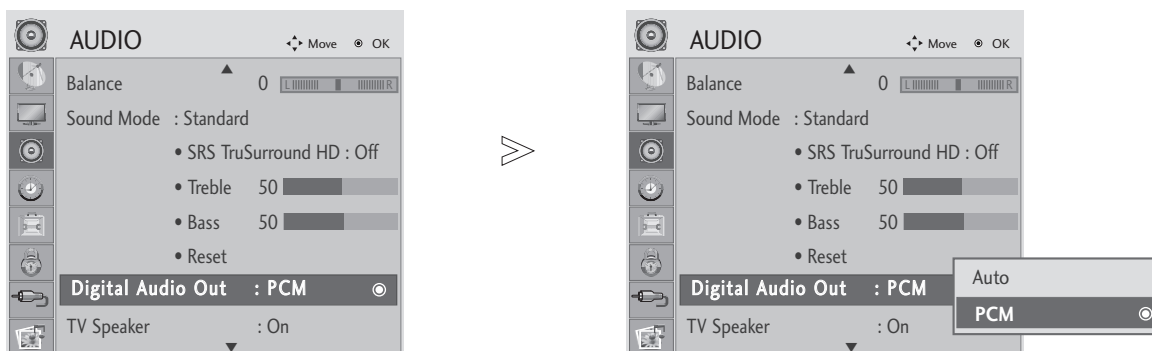 AUDIO
Move
OK
Balance 0 L R
Sound Mode : Standard
• SRS TruSurround HD : Off
• Treble 50
• Bass 50
• Reset
Digital Audio Out : PCM
TV Speaker : On
AUDIO
Move
OK
Balance 0 L R
Sound Mode : Standard
• SRS TruSurround HD : Off
• Treble 50
• Bass 50
• Reset
Digital Audio Out : PCM
TV Speaker : On
Auto
PCM